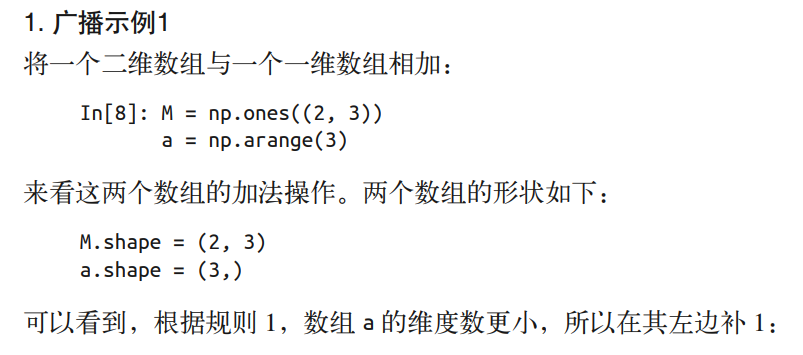 1. 广播示例1
将一个二维数组与一个一维数组相加：
In[8]: M = np.ones((2, 3))
a = np.arange(3)
来看这两个数组的加法操作。两个数组的形状如下：
M.shape = (2, 3)
a.shape = (3,)
可以看到，根据规则 1，数组 a 的维度数更小，所以在其左边补 1：